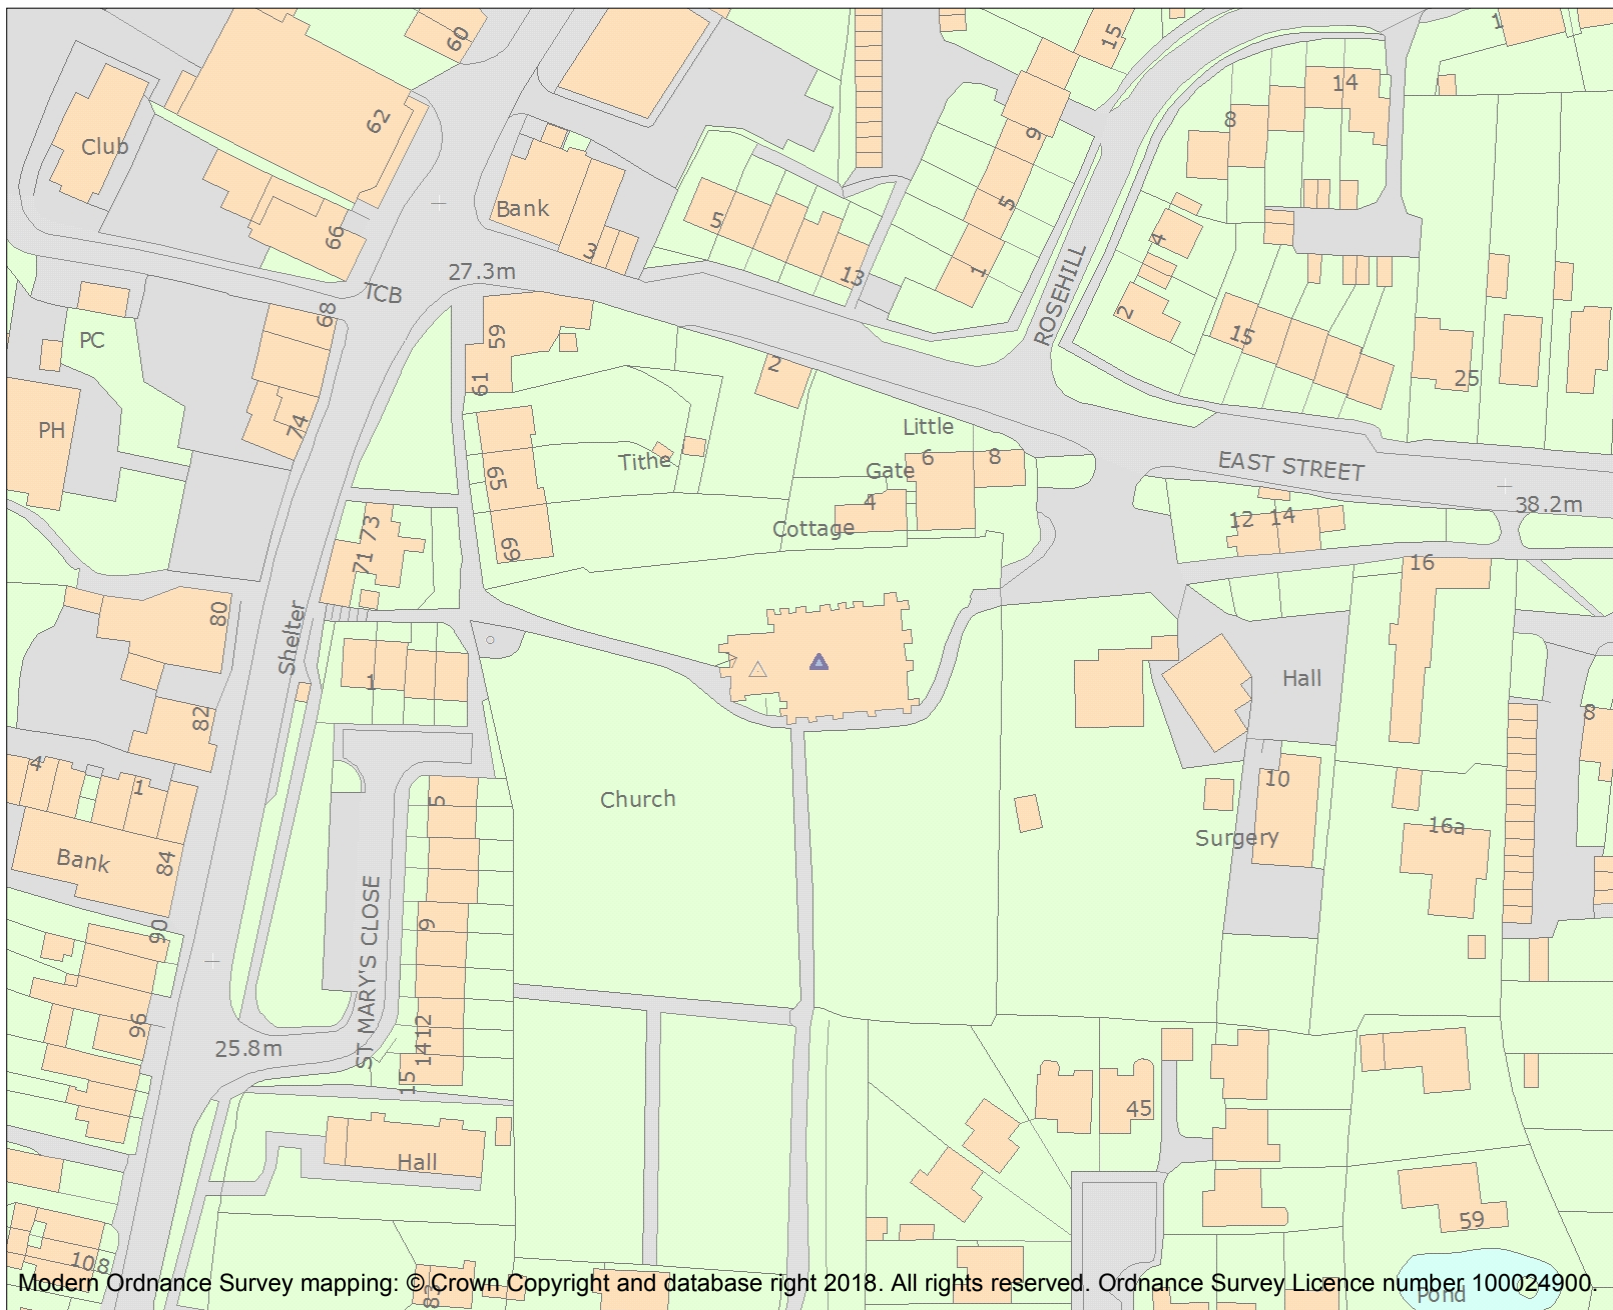 60
15
1
Club
62
9
14
8
Bank
5
5
66
3
4
27.3m
13
1
TCB
ROSEHILL
68
59
2
15
PC
2
25
61
74
PH
Little
6
8
Tithe
Gate
EAST STREET
65
4
38.2m
Cottage
12 14
73
69
71
16
80
Shelter
1
Hall
82
8
4
1
10
5
Church
16a
Surgery
Bank
84
90
9
ST MARY'S CLOSE
96
12
25.8m
14
15
45
Hall
59
108
83
Pond
Modern Ordnance Survey mapping: © Crown Copyright and database right 2018. All rights reserved. Ordnance Survey Licence number 100024900.